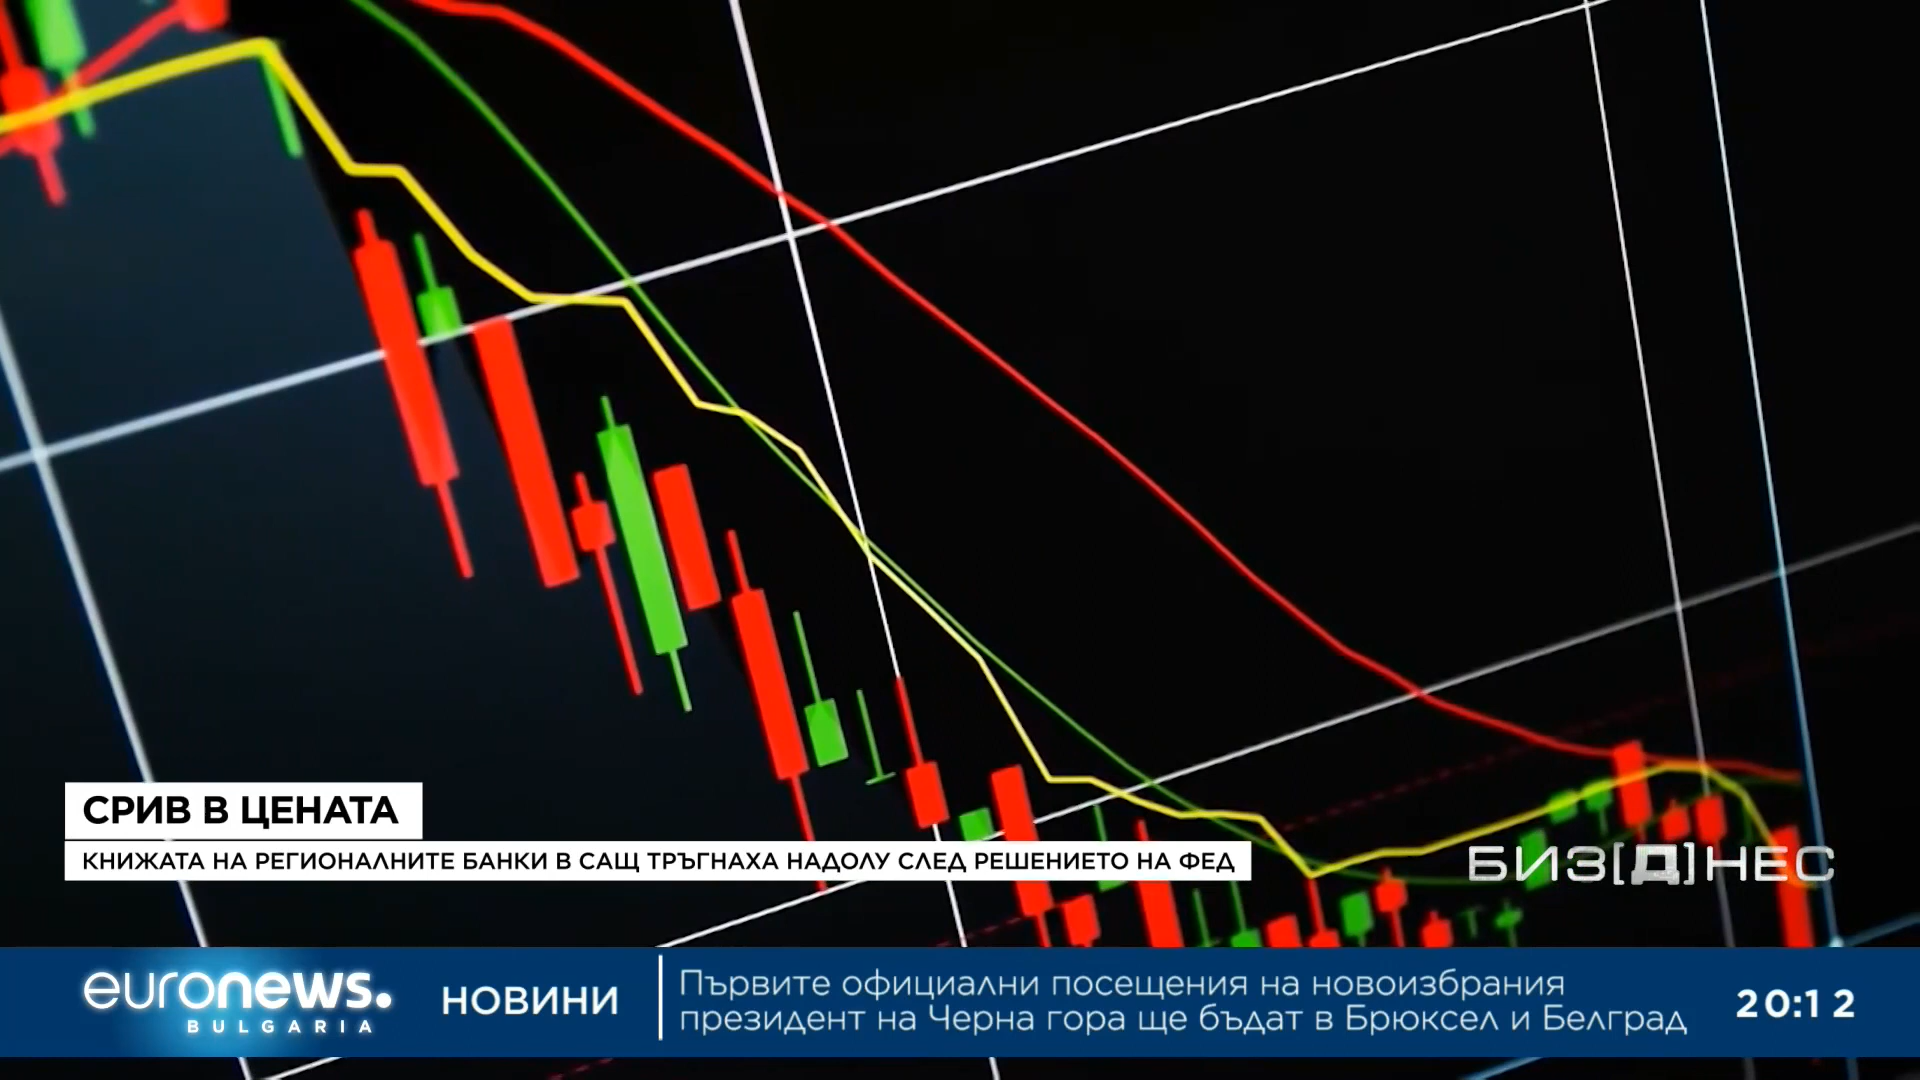 СРИВ В ЦЕНАТА
КНИЖАТА НА РЕГИОНАЛНИТЕ БАНКИ В САЩ ТРЪГНАХА НАДОЛУ СЛЕД РЕШЕНИЕТО НА ФЕД
БИЗ[Д]НЕС
euronews.
BULGARIA
НОВИНИ
Първите официални посещения на новоизбрания
президент на Черна гора ще бъдат в Брюксел и Белград
20:12